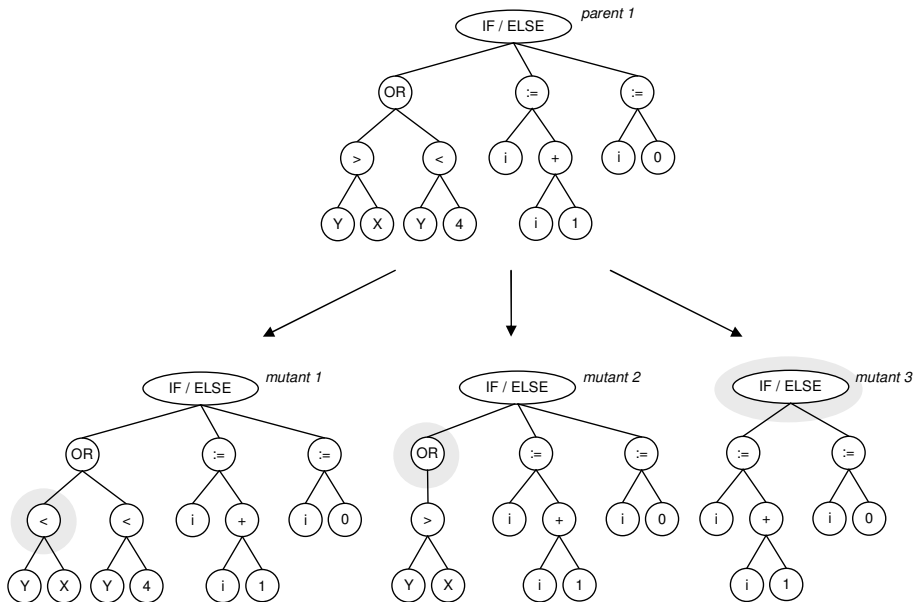 parent 1
IF / ELSE
OR := :=
> < i + i 0
Y X Y 4 i 1
mutant 1 mutant 2 mutant 3
IF / ELSE IF / ELSE IF / ELSE
OR := := OR := := := :=
< < i + i 0 > i + i 0 i + i 0
Y X Y 4 i 1 Y X i 1 i 1